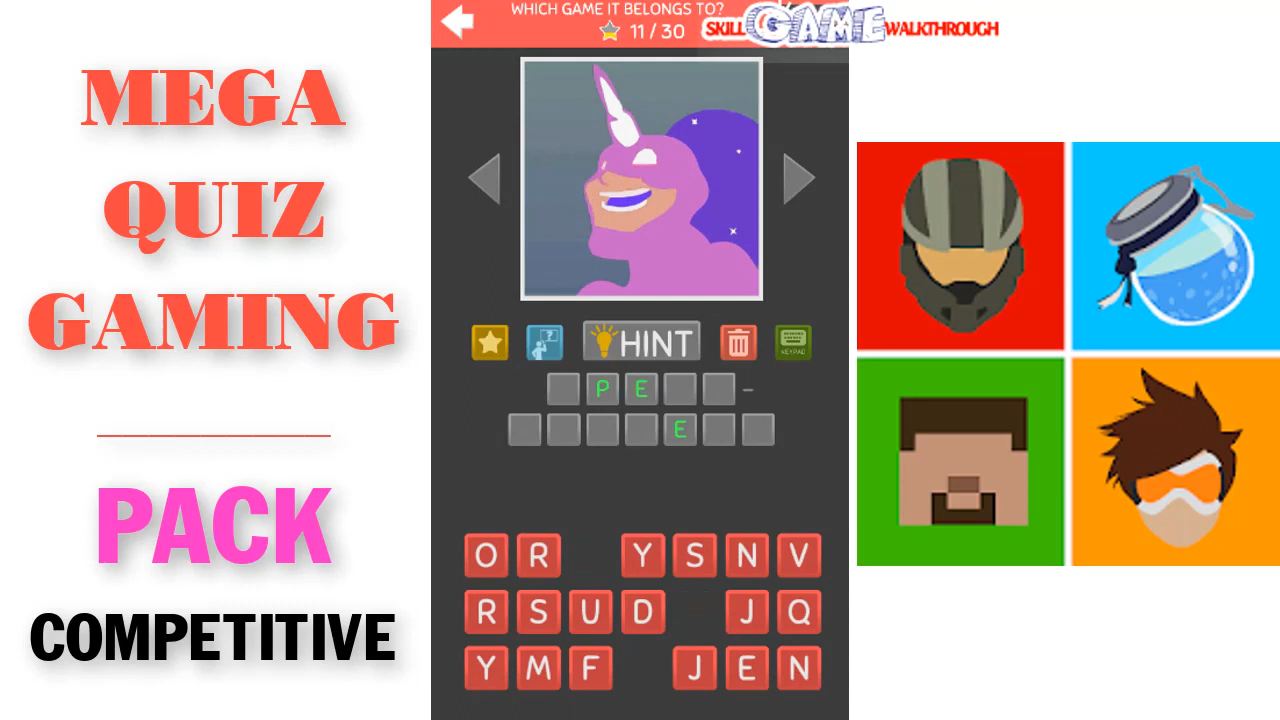 MEGA
QUIZ
GAMING
PACK
COMPETITIVE
WHICH GAME IT BELONGS TO?
11 / 30
SKILL GAME WALKTHROUGH
HINT
KEYPAD
P E -
E
O R Y S N V
R S U D J Q
Y M F J E N